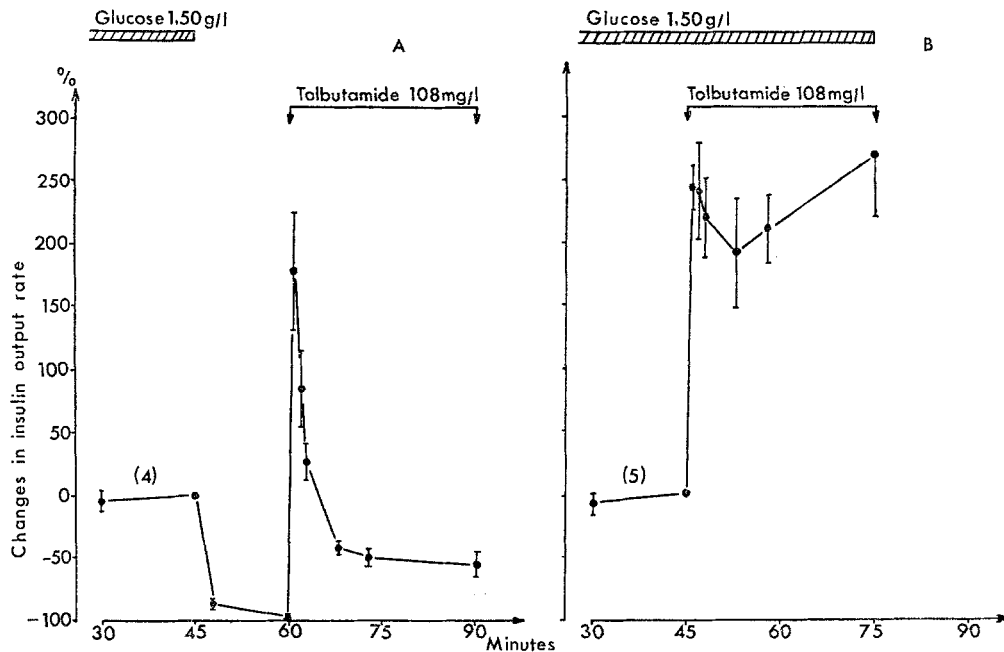 Glucose 1.50 g/l
A
%
Tolbutamide 108mg/l
300
250
200
150
100
50
0
-50
-100
Changes in insulin output rate
(4)
30 45 60 75 90
Minutes
Glucose 1.50 g/l
B
Tolbutamide 108mg/l
(5)
30 45 60 75 90